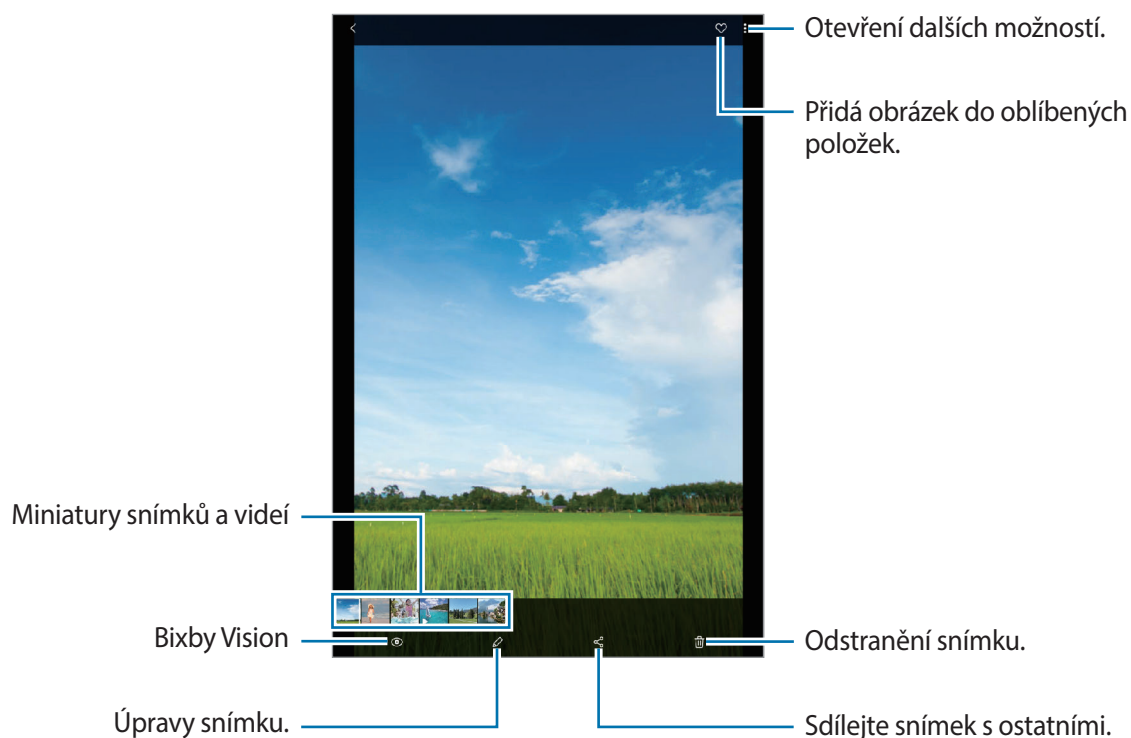 Otevření dalších možností.
Přidá obrázek do oblíbených
položek.
Miniatury snímků a videí
Bixby Vision
Odstranění snímku.
Úpravy snímku.
Sdílejte snímek s ostatními.